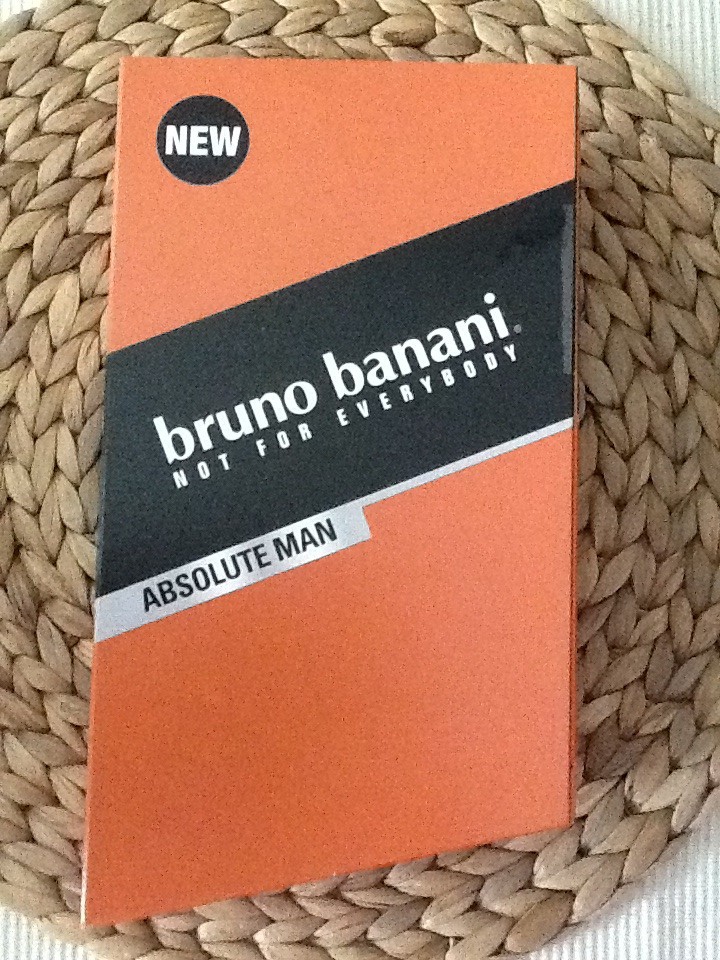 NEW
bruno banani®
NOT FOR EVERYBODY
ABSOLUTE MAN